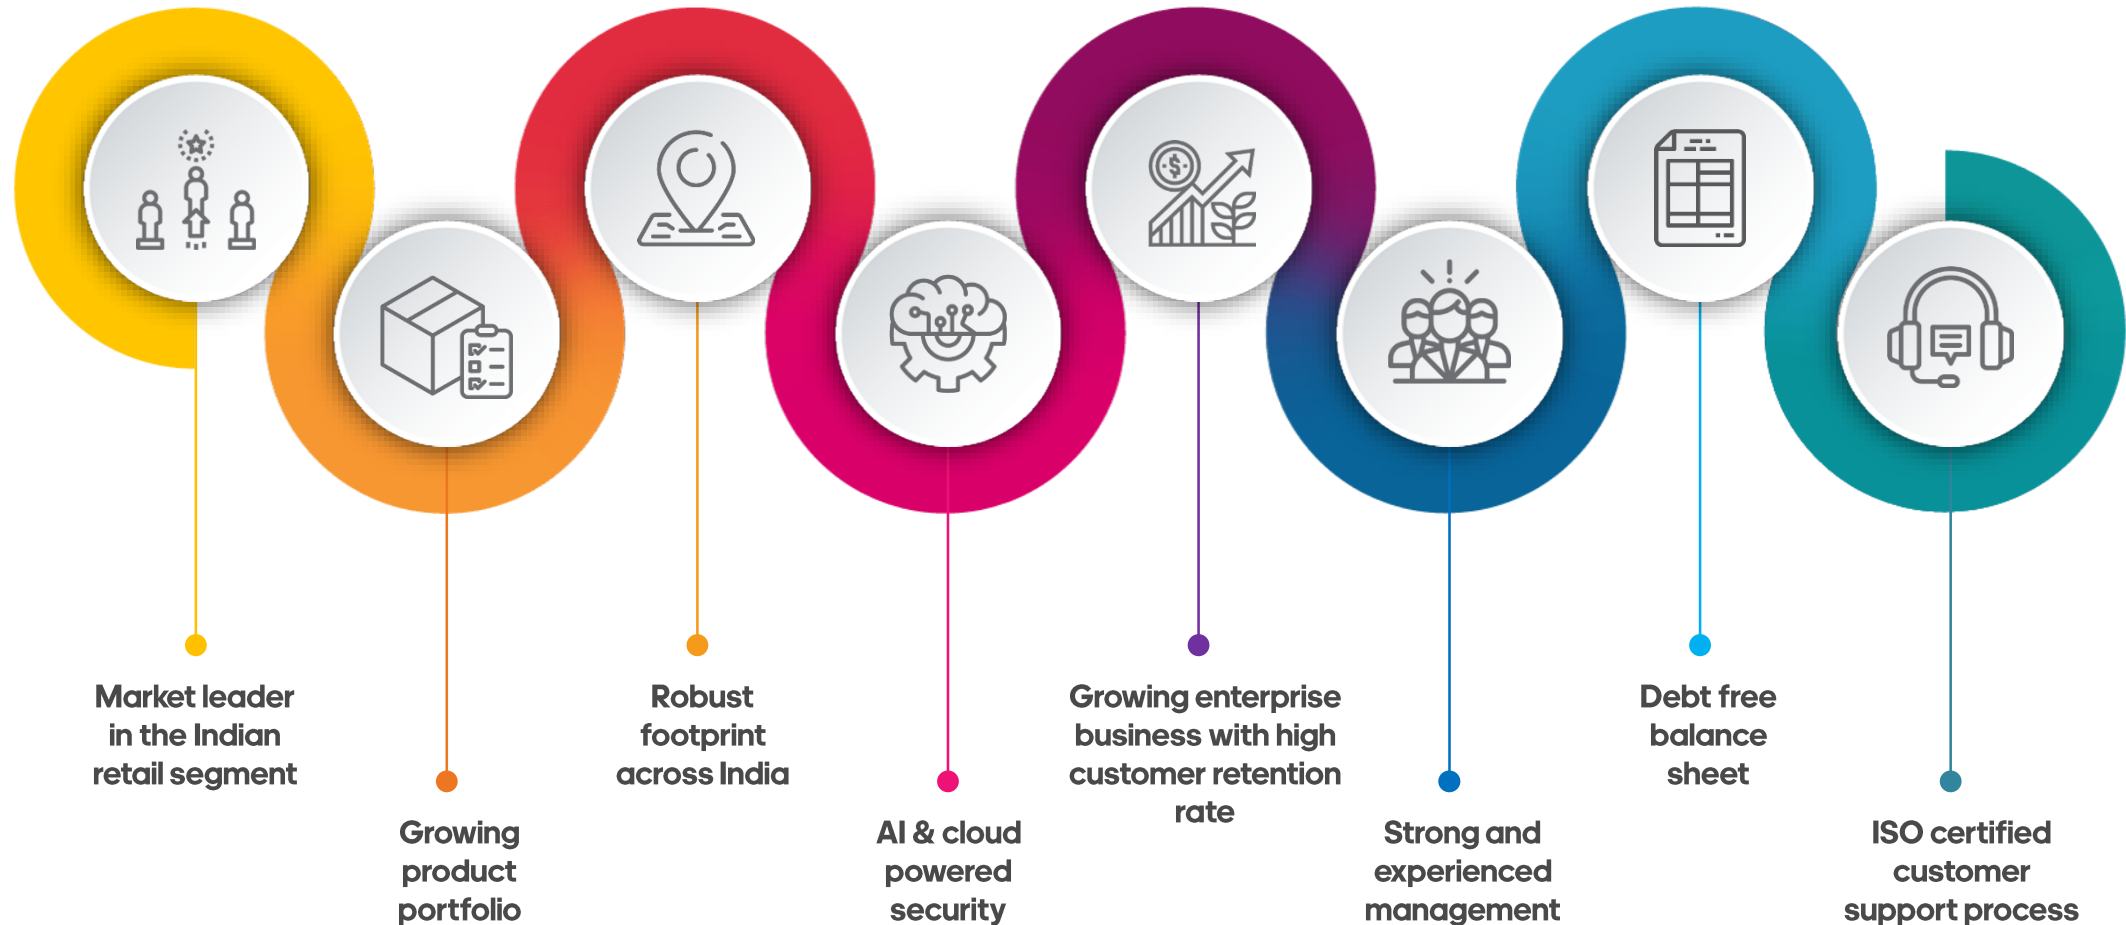 Market leader
in the Indian
retail segment
Growing
product
portfolio
Robust
footprint
across India
AI & cloud
powered
security
Growing enterprise
business with high
customer retention
rate
Strong and
experienced
management
Debt free
balance
sheet
ISO certified
customer
support process